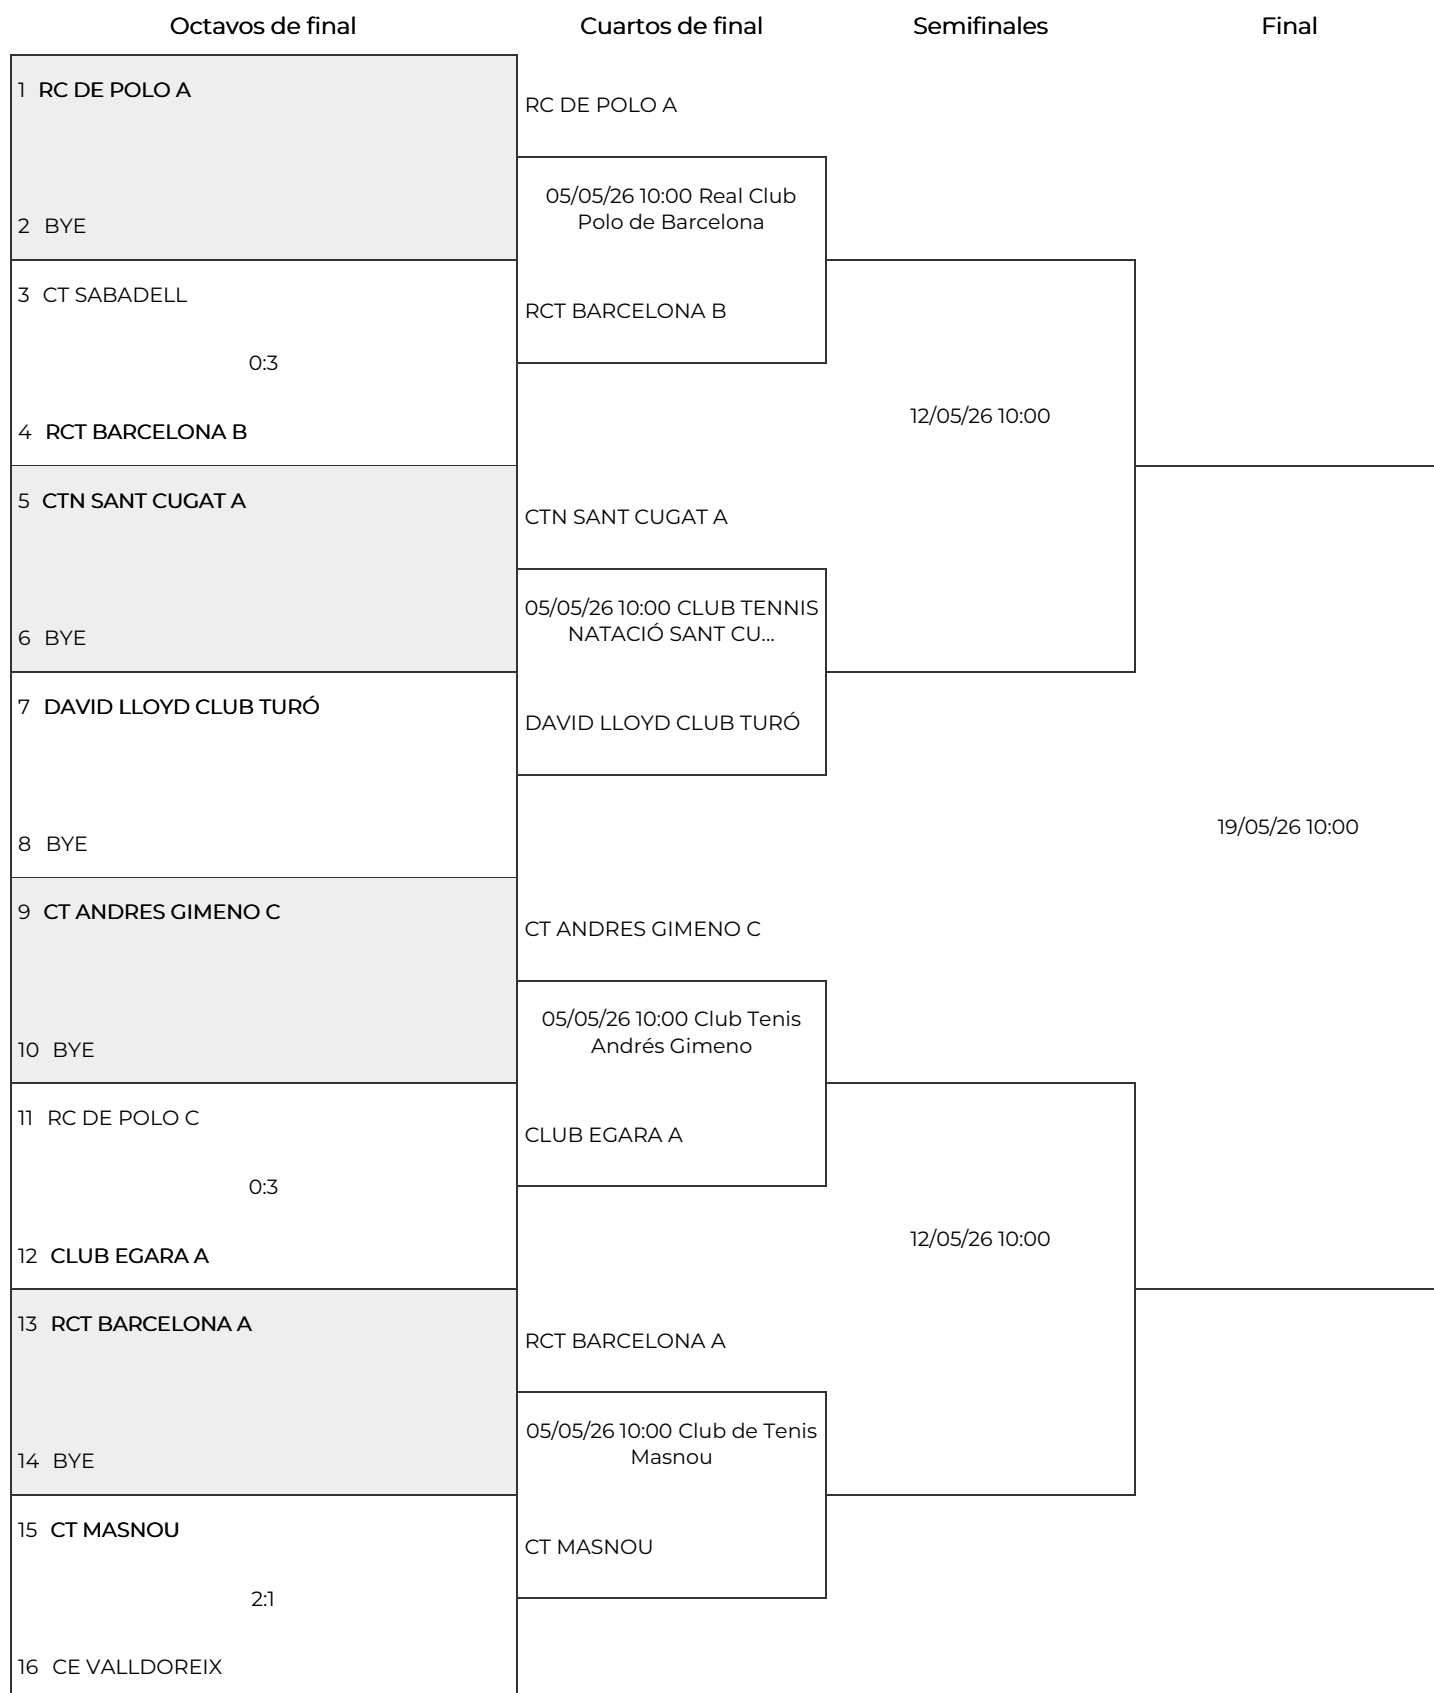 Octavos de final
Cuartos de final
Semifinales
Final
1 RC DE POLO A
2 BYE
3 CT SABADELL
0:3
4 RCT BARCELONA B
5 CTN SANT CUGAT A
6 BYE
7 DAVID LLOYD CLUB TURÓ
8 BYE
9 CT ANDRES GIMENO C
10 BYE
11 RC DE POLO C
0:3
12 CLUB EGARA A
13 RCT BARCELONA A
14 BYE
15 CT MASNOU
2:1
16 CE VALLDOREIX
RC DE POLO A
05/05/26 10:00 Real Club
Polo de Barcelona
RCT BARCELONA B
CTN SANT CUGAT A
05/05/26 10:00 CLUB TENNIS
NATACIÓ SANT CU...
DAVID LLOYD CLUB TURÓ
CT ANDRES GIMENO C
05/05/26 10:00 Club Tenis
Andrés Gimeno
CLUB EGARA A
RCT BARCELONA A
05/05/26 10:00 Club de Tenis
Masnou
CT MASNOU
12/05/26 10:00
12/05/26 10:00
19/05/26 10:00